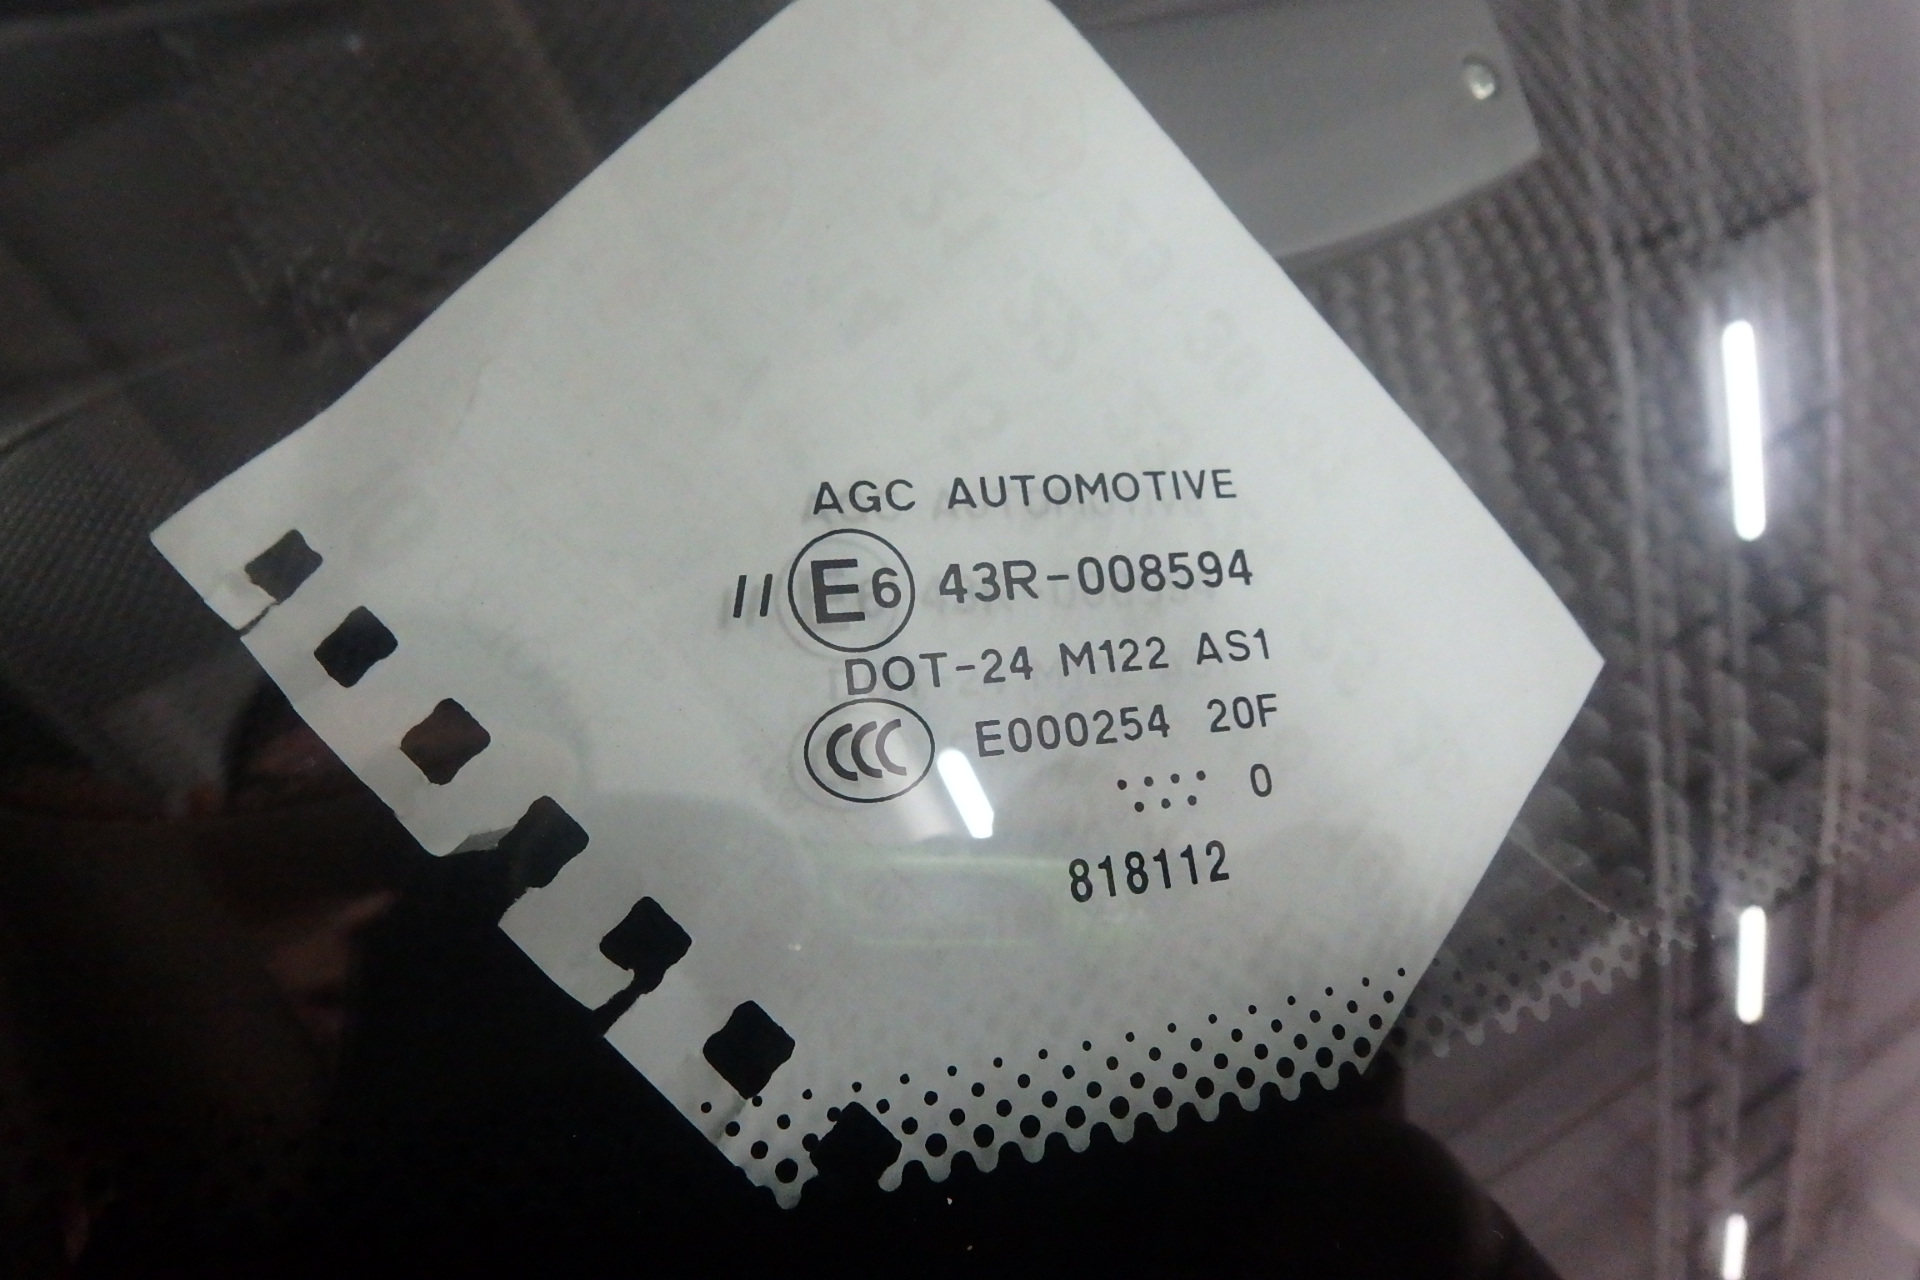 AGC AUTOMOTIVE
II E6 43R-008594
DOT-24 M122 AS1
CCC E000254 20F
0
818112